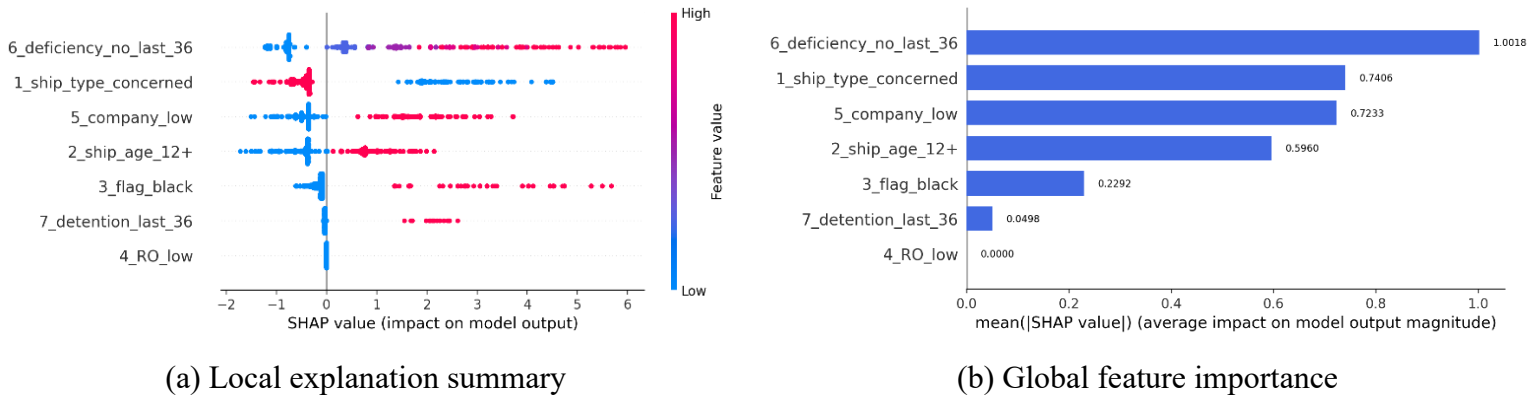 6_deficiency_no_last_36
1_ship_type_concerned
5_company_low
2_ship_age_12+
3_flag_black
7_detention_last_36
4_RO_low
−2 −1 0 1 2 3 4 5 6
SHAP value (impact on model output)
High
Feature value
Low
(a) Local explanation summary
6_deficiency_no_last_36 1.0018
1_ship_type_concerned 0.7406
5_company_low 0.7233
2_ship_age_12+ 0.5960
3_flag_black 0.2292
7_detention_last_36 0.0498
4_RO_low 0.0000
0.0 0.2 0.4 0.6 0.8 1.0
mean(|SHAP value|) (average impact on model output magnitude)
(b) Global feature importance